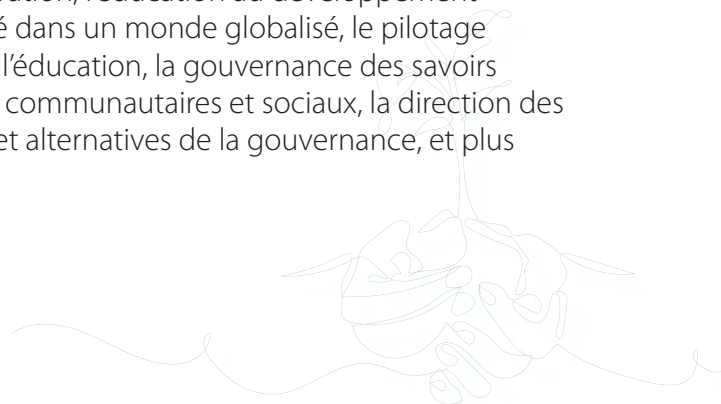 é dans un monde globalisé, le pilotage
l’éducation, la gouvernance des savoirs
communautaires et sociaux, la direction des
et alternatives de la gouvernance, et plus